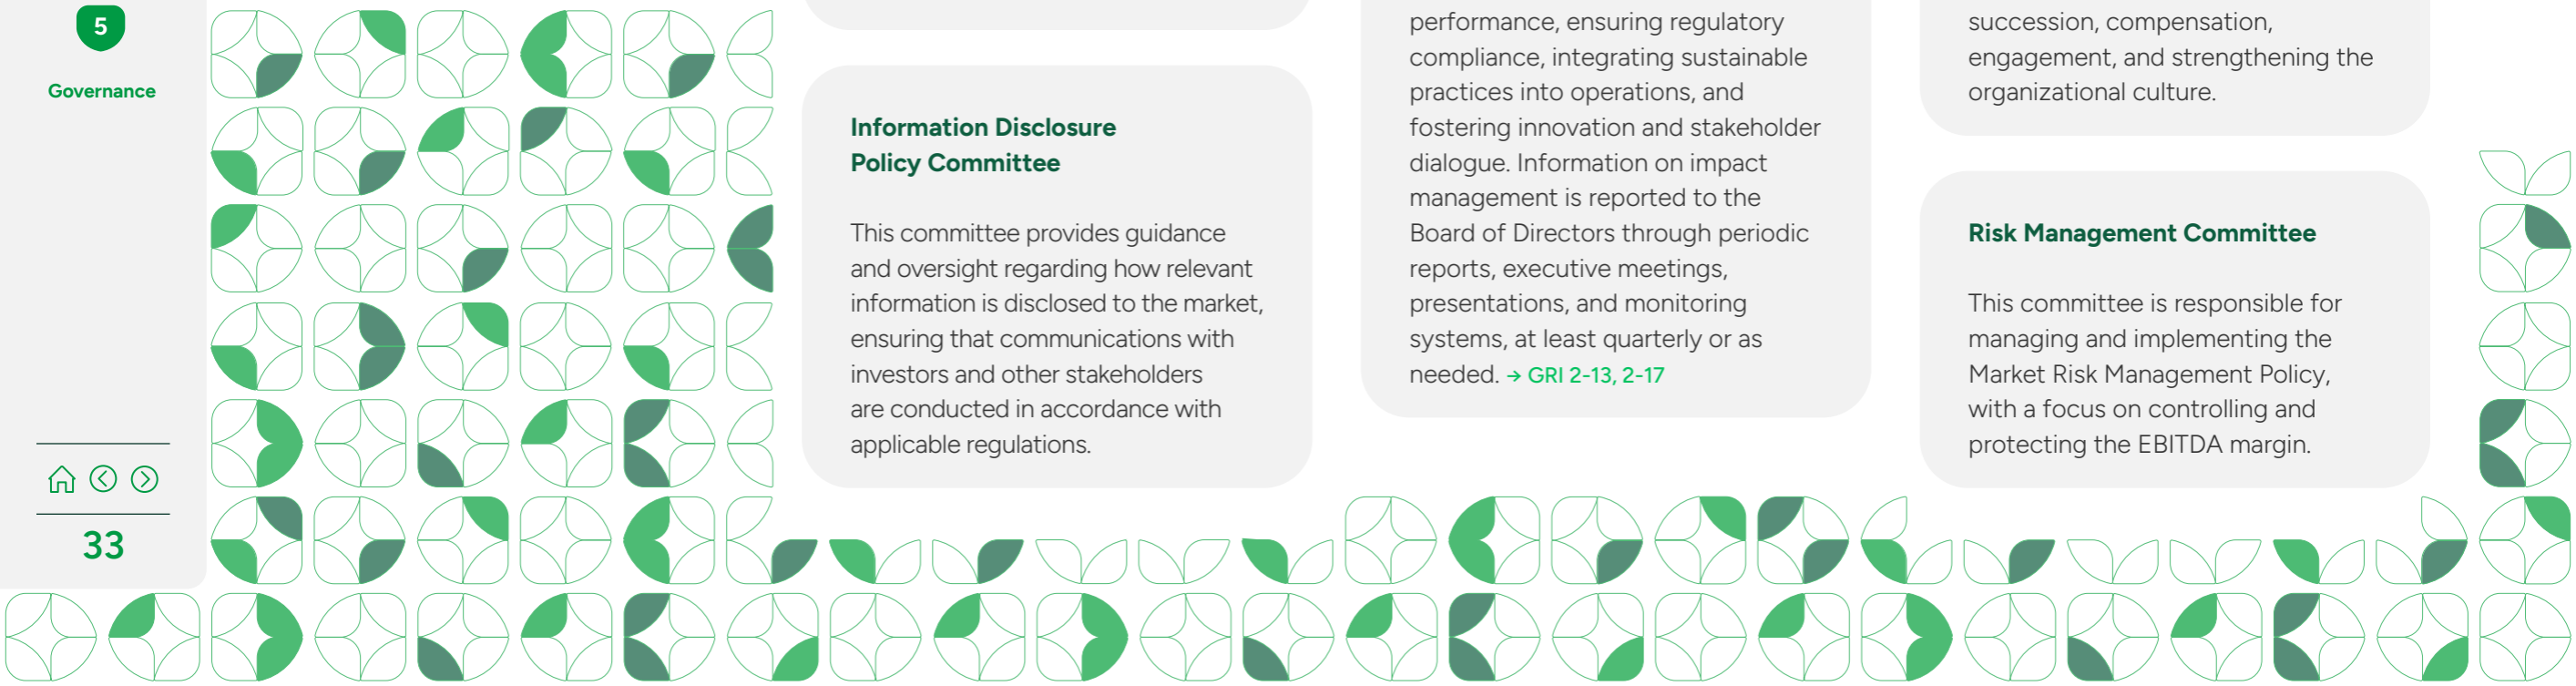 5
Governance
33
Information Disclosure
Policy Committee
This committee provides guidance
and oversight regarding how relevant
information is disclosed to the market,
ensuring that communications with
investors and other stakeholders
are conducted in accordance with
applicable regulations.
performance, ensuring regulatory
compliance, integrating sustainable
practices into operations, and
fostering innovation and stakeholder
dialogue. Information on impact
management is reported to the
Board of Directors through periodic
reports, executive meetings,
presentations, and monitoring
systems, at least quarterly or as
needed. → GRI 2-13, 2-17
succession, compensation,
engagement, and strengthening the
organizational culture.
Risk Management Committee
This committee is responsible for
managing and implementing the
Market Risk Management Policy,
with a focus on controlling and
protecting the EBITDA margin.